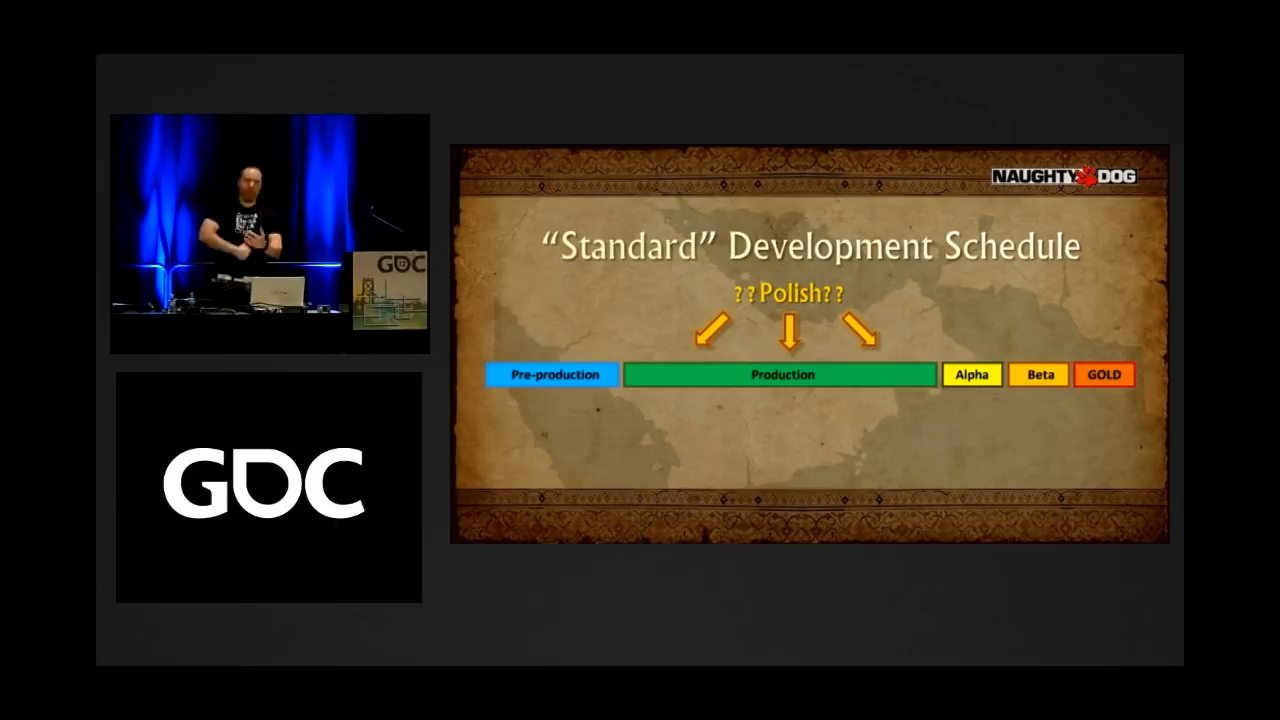 GDC
GDC
NAUGHTY DOG
“Standard” Development Schedule
??Polish??
Pre-production
Production
Alpha
Beta
GOLD